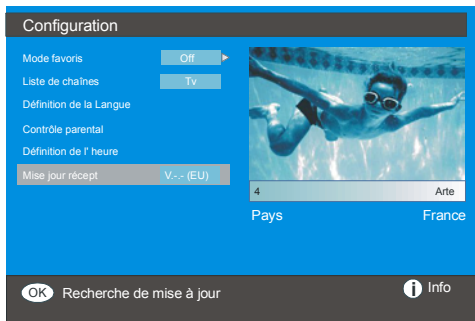 Configuration
Mode favoris Off
Liste de chaînes Tv
Définition de la Langue
Contrôle parental
Définition de l' heure
Mise jour récept V.-.- (EU)
4 Arte
Pays France
OK Recherche de mise à jour
i Info